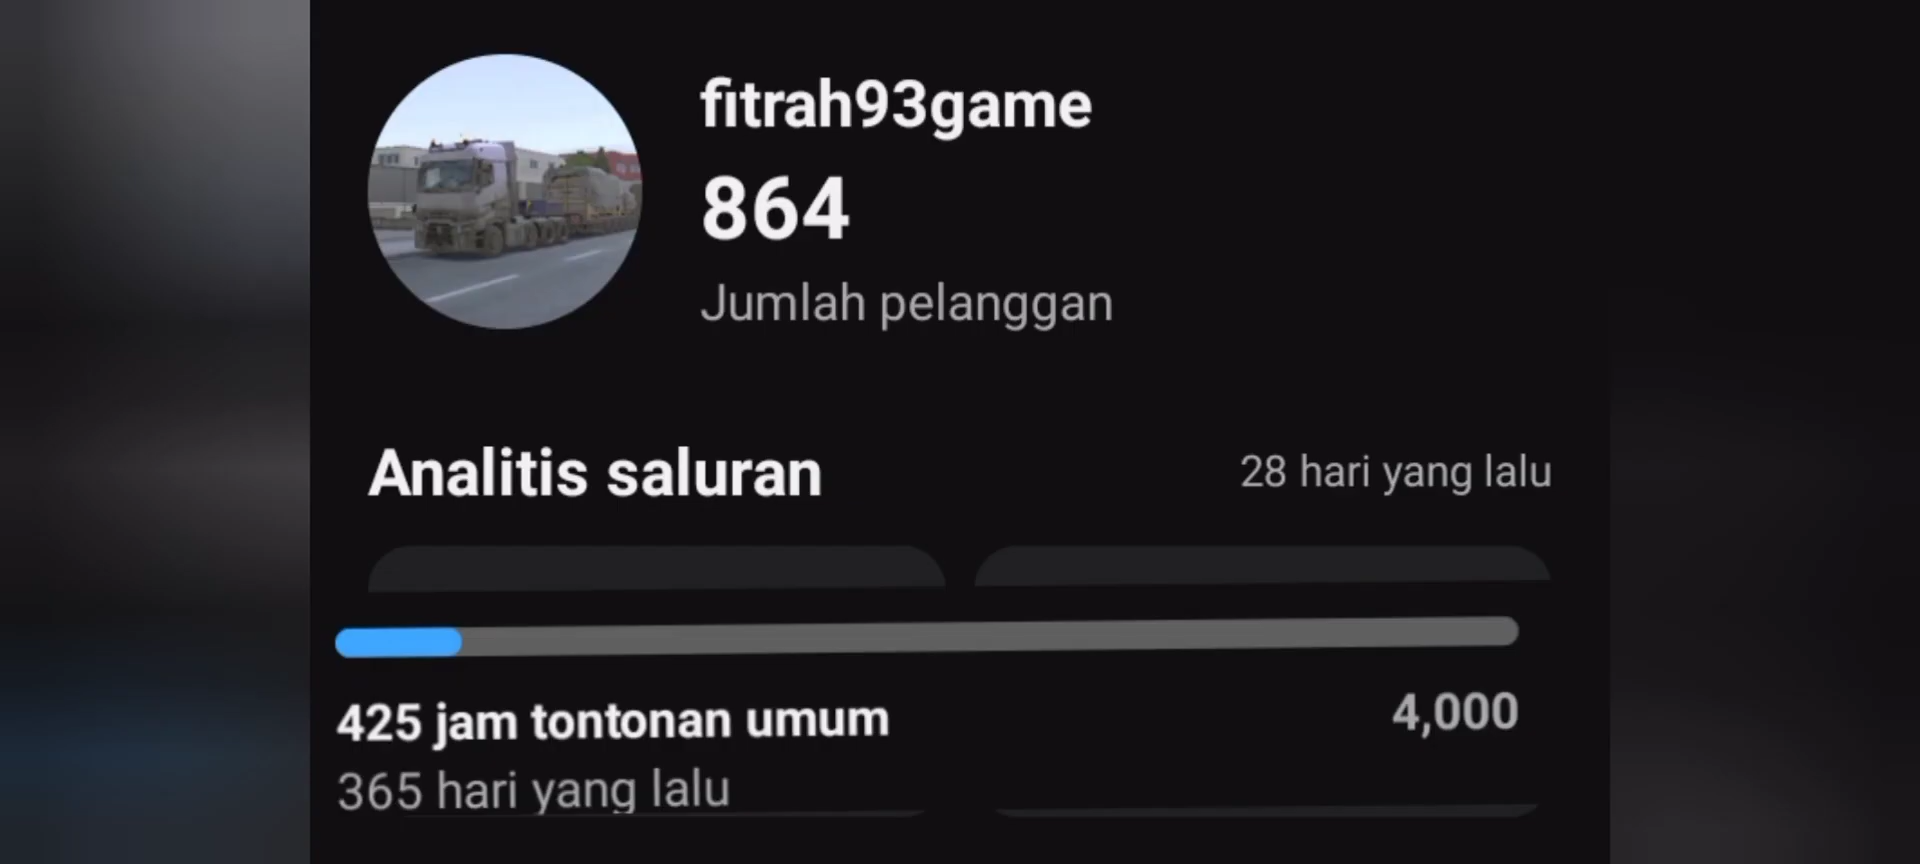 fitrah93game
864
Jumlah pelanggan
Analitis saluran
28 hari yang lalu
425 jam tontonan umum
4,000
365 hari yang lalu